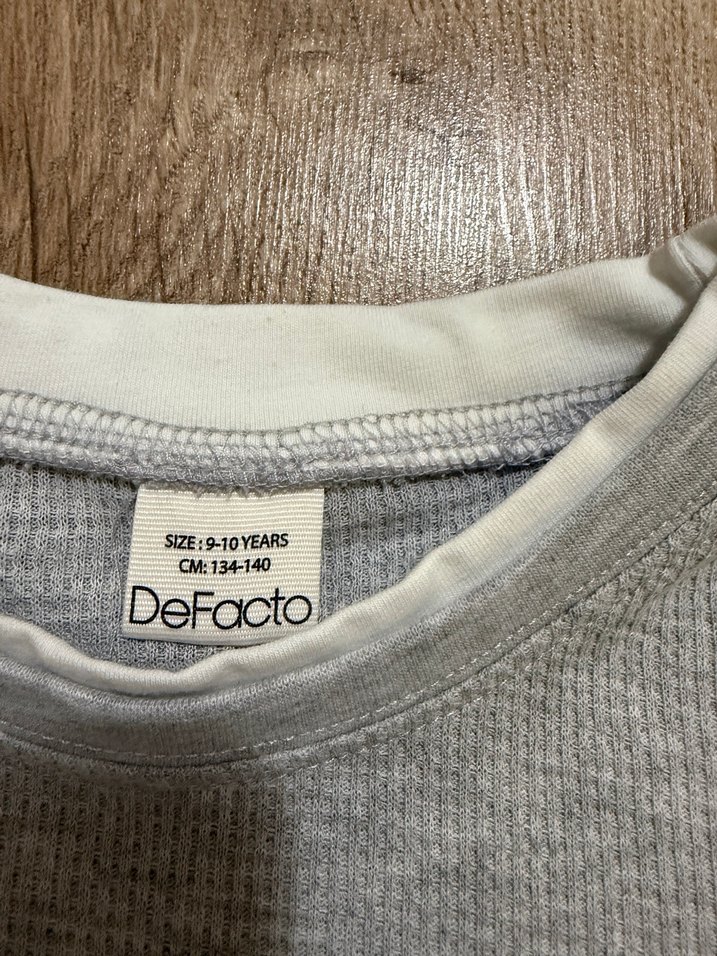 SIZE : 9-10 YEARS
CM: 134-140
DeFacto